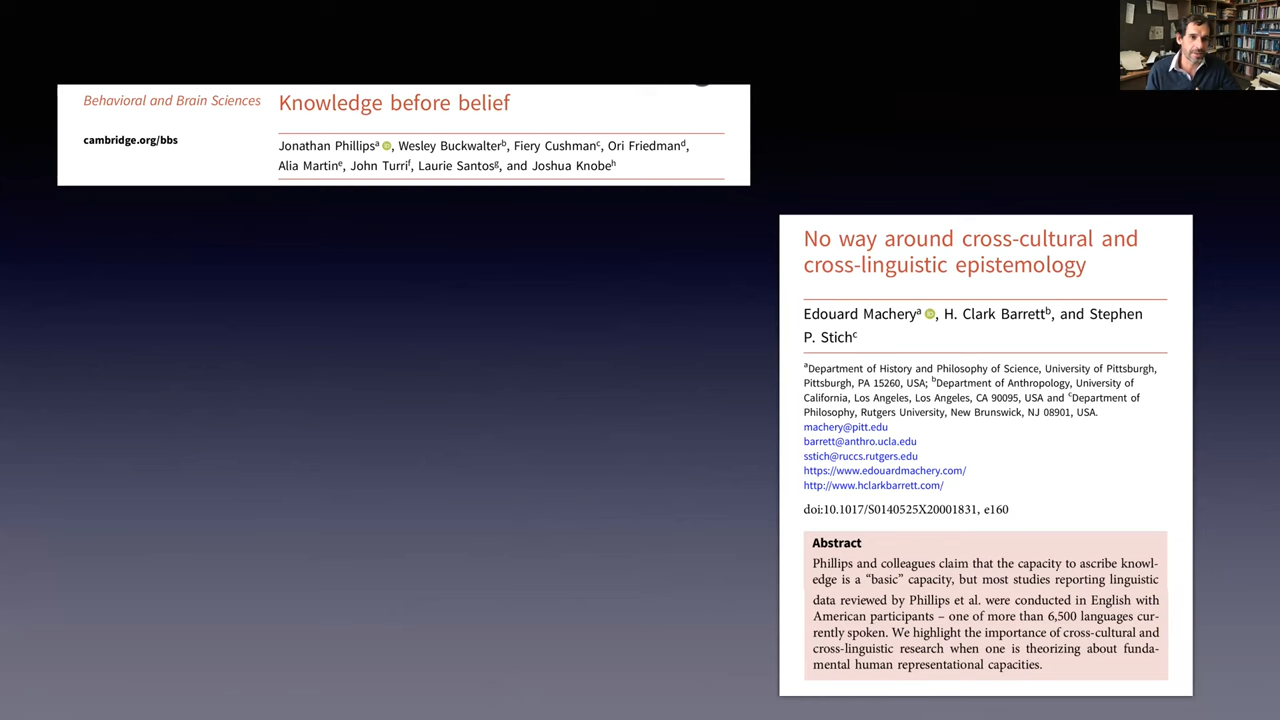 Behavioral and Brain Sciences
cambridge.org/bbs
Knowledge before belief
Jonathan Phillipsᵃ, Wesley Buckwalterᵇ, Fiery Cushmanᶜ, Ori Friedmanᵈ,
Alia Martinᵉ, John Turriᶠ, Laurie Santosᵍ, and Joshua Knobeʰ
No way around cross-cultural and
cross-linguistic epistemology
Edouard Macheryᵃ, H. Clark Barrettᵇ, and Stephen
P. Stichᶜ
ᵃDepartment of History and Philosophy of Science, University of Pittsburgh,
Pittsburgh, PA 15260, USA; ᵇDepartment of Anthropology, University of
California, Los Angeles, Los Angeles, CA 90095, USA and ᶜDepartment of
Philosophy, Rutgers University, New Brunswick, NJ 08901, USA.
machery@pitt.edu
barrett@anthro.ucla.edu
sstich@ruccs.rutgers.edu
https://www.edouardmachery.com/
http://www.hclarkbarrett.com/
doi:10.1017/S0140525X20001831, e160
Abstract
Phillips and colleagues claim that the capacity to ascribe knowl-
edge is a “basic” capacity, but most studies reporting linguistic
data reviewed by Phillips et al. were conducted in English with
American participants – one of more than 6,500 languages cur-
rently spoken. We highlight the importance of cross-cultural and
cross-linguistic research when one is theorizing about funda-
mental human representational capacities.